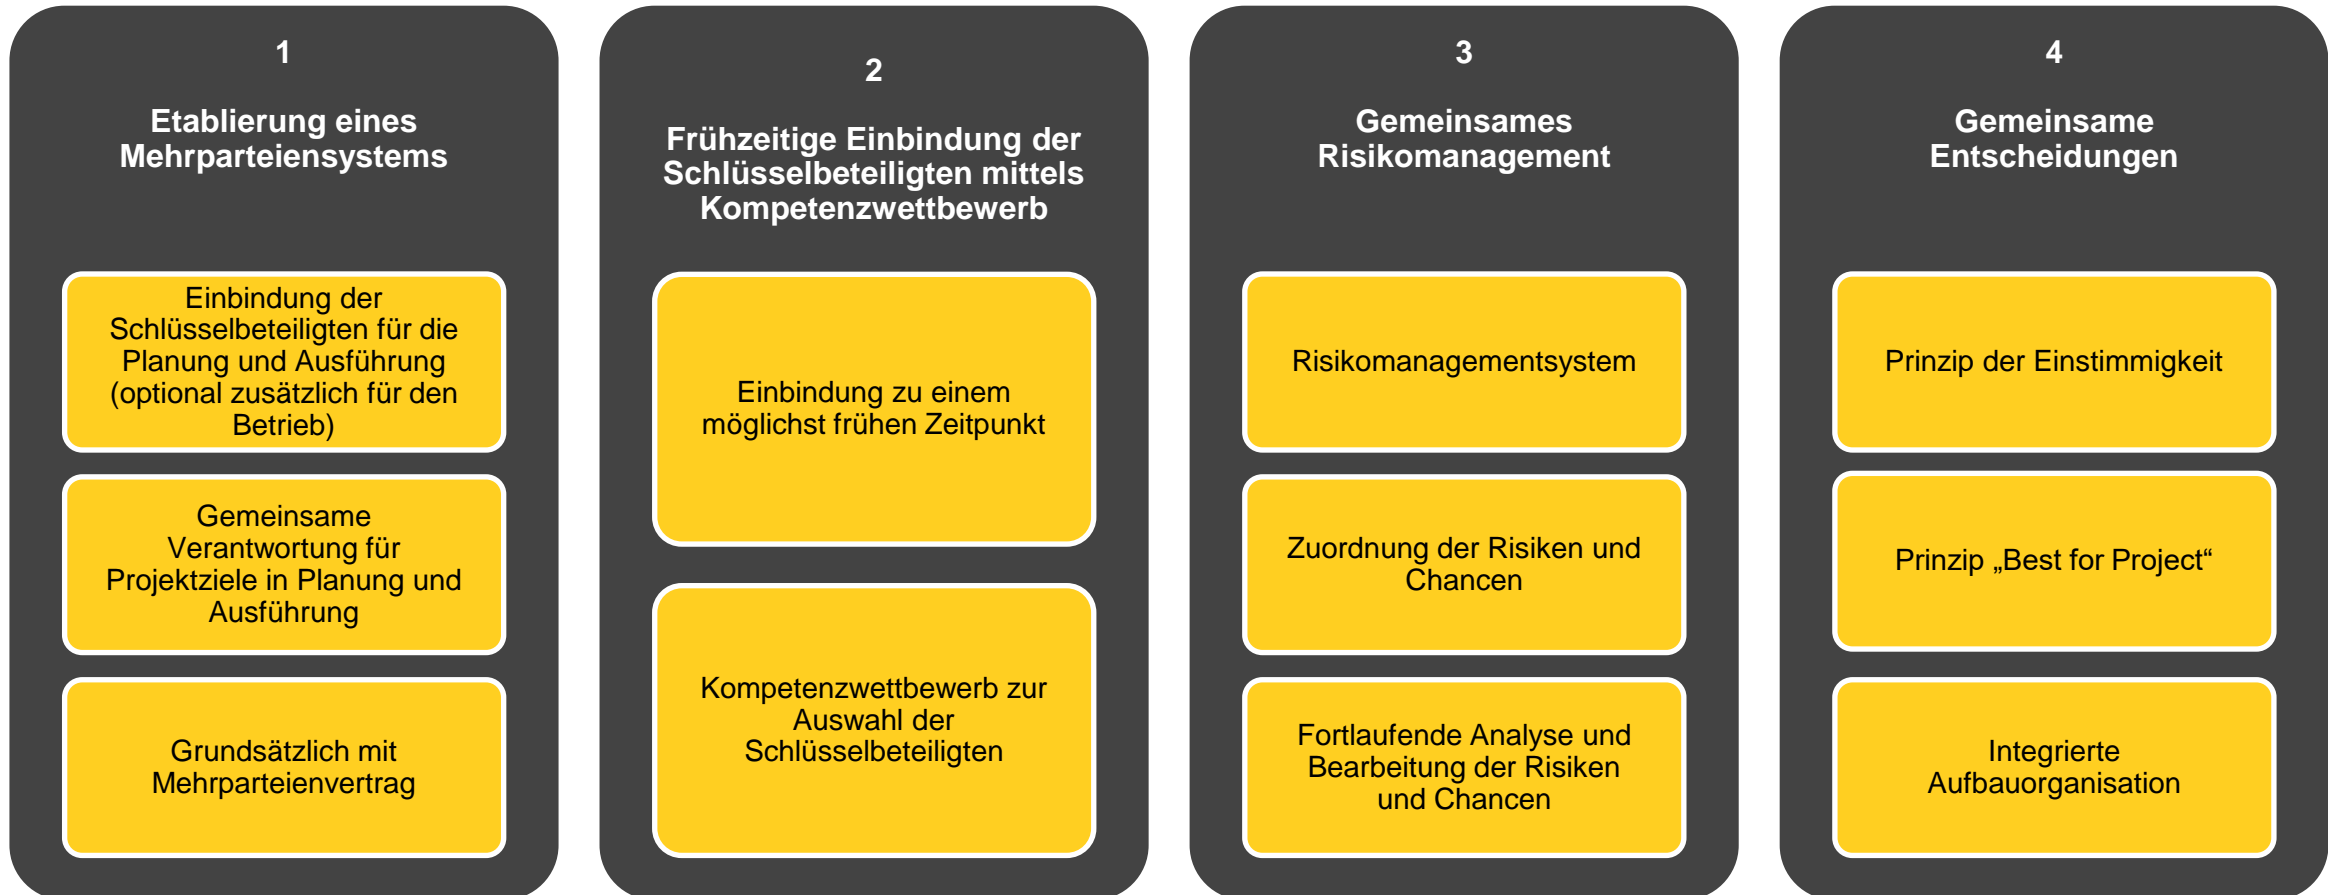 1
Etablierung eines
Mehrparteiensystems
Einbindung der
Schlüsselbeteiligten für die
Planung und Ausführung
(optional zusätzlich für den
Betrieb)
Gemeinsame
Verantwortung für
Projektziele in Planung und
Ausführung
Grundsätzlich mit
Mehrparteienvertrag
2
Frühzeitige Einbindung der
Schlüsselbeteiligten mittels
Kompetenzwettbewerb
Einbindung zu einem
möglichst frühen Zeitpunkt
Kompetenzwettbewerb zur
Auswahl der
Schlüsselbeteiligten
3
Gemeinsames
Risikomanagement
Risikomanagementsystem
Zuordnung der Risiken und
Chancen
Fortlaufende Analyse und
Bearbeitung der Risiken
und Chancen
4
Gemeinsame
Entscheidungen
Prinzip der Einstimmigkeit
Prinzip „Best for Project“
Integrierte
Aufbauorganisation